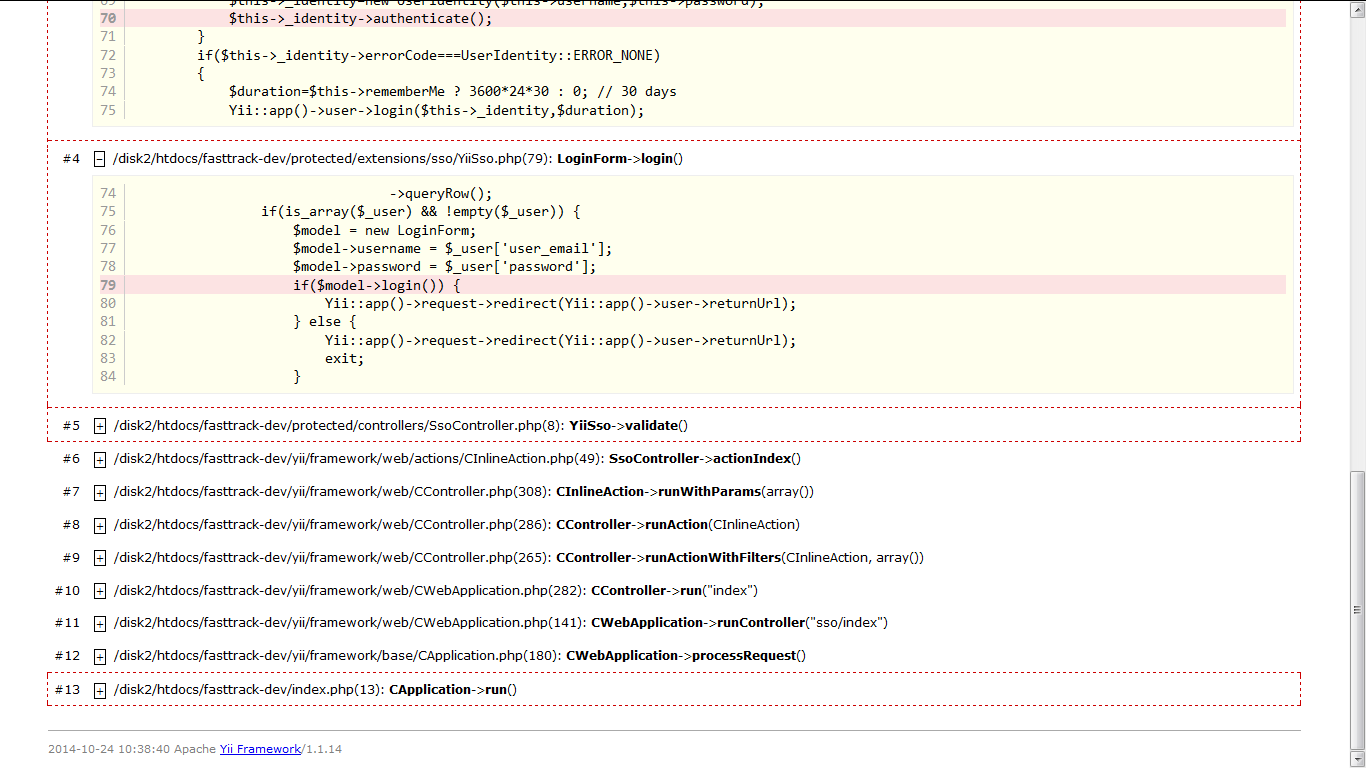 69 $this->_identity=new UserIdentity($this->username,$this->password);
70 $this->_identity->authenticate();
71 }
72 if($this->_identity->errorCode===UserIdentity::ERROR_NONE)
73 {
74 $duration=$this->rememberMe ? 3600*24*30 : 0; // 30 days
75 Yii::app()->user->login($this->_identity,$duration);
#4 − /disk2/htdocs/fasttrack-dev/protected/extensions/sso/YiiSso.php(79): LoginForm->login()
74 ->queryRow();
75 if(is_array($_user) && !empty($_user)) {
76 $model = new LoginForm;
77 $model->username = $_user['user_email'];
78 $model->password = $_user['password'];
79 if($model->login()) {
80 Yii::app()->request->redirect(Yii::app()->user->returnUrl);
81 } else {
82 Yii::app()->request->redirect(Yii::app()->user->returnUrl);
83 exit;
84 }
#5 + /disk2/htdocs/fasttrack-dev/protected/controllers/SsoController.php(8): YiiSso->validate()
#6 + /disk2/htdocs/fasttrack-dev/yii/framework/web/actions/CInlineAction.php(49): SsoController->actionIndex()
#7 + /disk2/htdocs/fasttrack-dev/yii/framework/web/CController.php(308): CInlineAction->runWithParams(array())
#8 + /disk2/htdocs/fasttrack-dev/yii/framework/web/CController.php(286): CController->runAction(CInlineAction)
#9 + /disk2/htdocs/fasttrack-dev/yii/framework/web/CController.php(265): CController->runActionWithFilters(CInlineAction, array())
#10 + /disk2/htdocs/fasttrack-dev/yii/framework/web/CWebApplication.php(282): CController->run("index")
#11 + /disk2/htdocs/fasttrack-dev/yii/framework/web/CWebApplication.php(141): CWebApplication->runController("sso/index")
#12 + /disk2/htdocs/fasttrack-dev/yii/framework/base/CApplication.php(180): CWebApplication->processRequest()
#13 + /disk2/htdocs/fasttrack-dev/index.php(13): CApplication->run()
2014-10-24 10:38:40 Apache Yii Framework/1.1.14